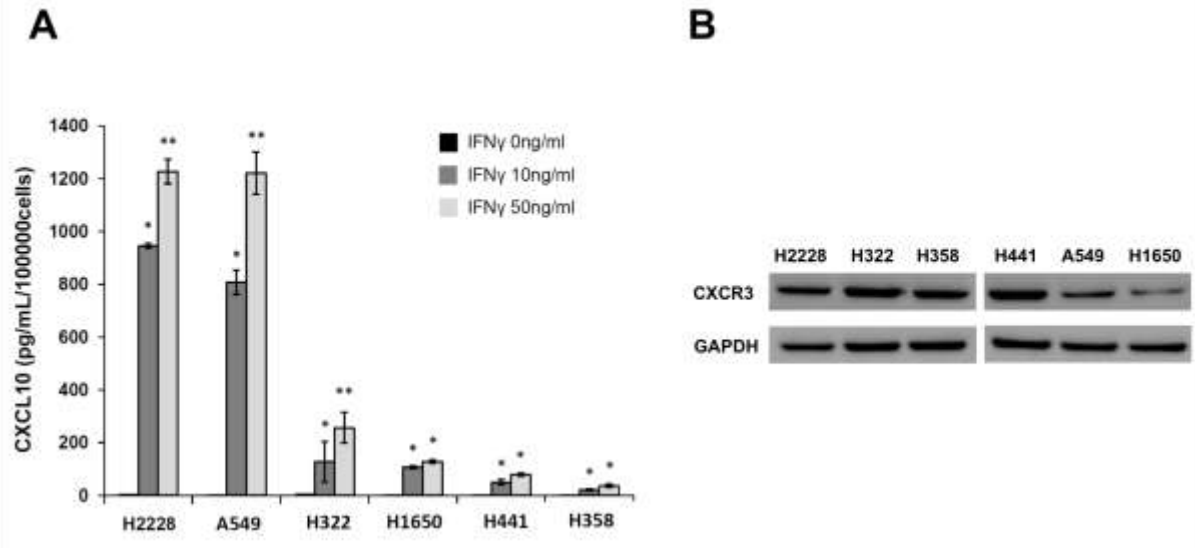 A
B
1400
1200
1000
800
600
400
200
0
CXCL10 (pg/mL/100000cells)
** ** ** * * *
* * * * * *
IFNγ 0ng/ml
IFNγ 10ng/ml
IFNγ 50ng/ml
H2228 A549 H322 H1650 H441 H358
H2228 H322 H358 H441 A549 H1650
CXCR3
GAPDH